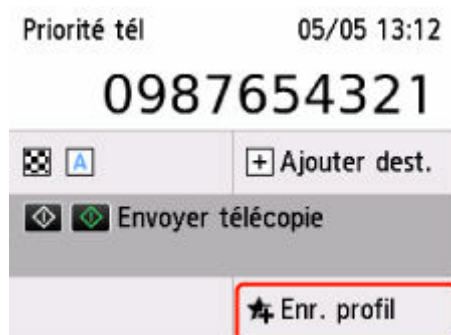 Priorité tél 05/05 13:12
0987654321
A + Ajouter dest.
Envoyer télécopie
Enr. profil